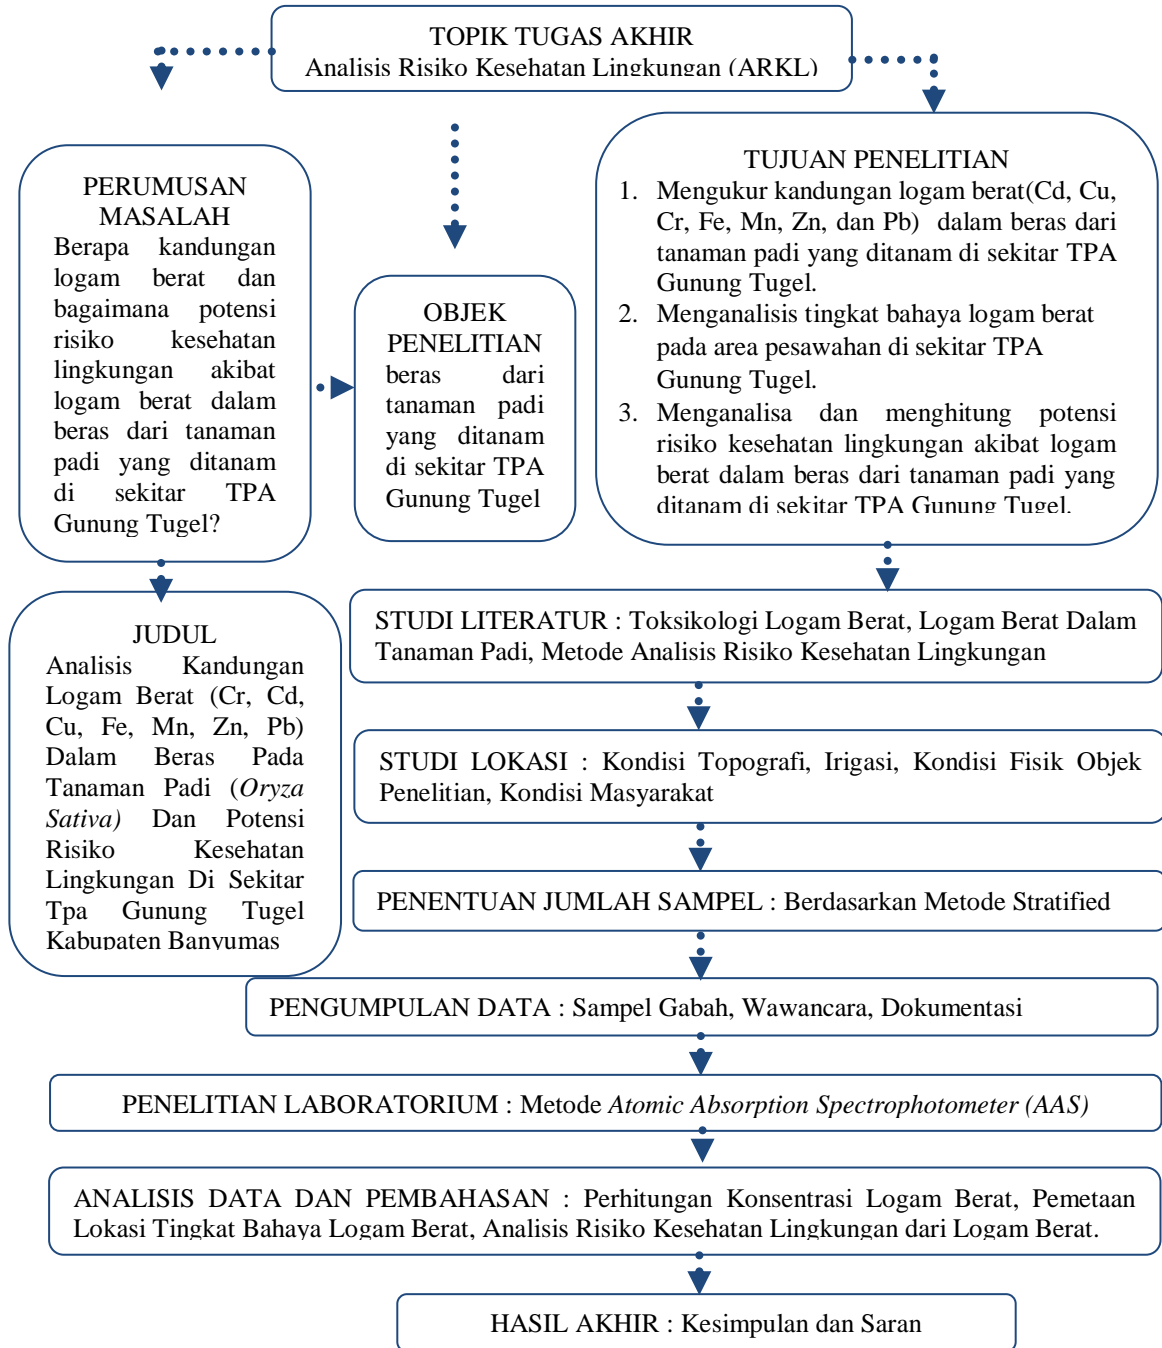 TOPIK TUGAS AKHIR
Analisis Risiko Kesehatan Lingkungan (ARKL)
PERUMUSAN
MASALAH
Berapa kandungan
logam berat dan
bagaimana potensi
risiko kesehatan
lingkungan akibat
logam berat dalam
beras dari tanaman
padi yang ditanam
di sekitar TPA
Gunung Tugel?
OBJEK
PENELITIAN
beras dari
tanaman padi
yang ditanam
di sekitar TPA
Gunung Tugel
TUJUAN PENELITIAN
1. Mengukur kandungan logam berat(Cd, Cu,
Cr, Fe, Mn, Zn, dan Pb) dalam beras dari
tanaman padi yang ditanam di sekitar TPA
Gunung Tugel.
2. Menganalisis tingkat bahaya logam berat
pada area pesawahan di sekitar TPA
Gunung Tugel.
3. Menganalisa dan menghitung potensi
risiko kesehatan lingkungan akibat logam
berat dalam beras dari tanaman padi yang
ditanam di sekitar TPA Gunung Tugel.
JUDUL
Analisis Kandungan
Logam Berat (Cr, Cd,
Cu, Fe, Mn, Zn, Pb)
Dalam Beras Pada
Tanaman Padi (Oryza
Sativa) Dan Potensi
Risiko Kesehatan
Lingkungan Di Sekitar
Tpa Gunung Tugel
Kabupaten Banyumas
STUDI LITERATUR : Toksikologi Logam Berat, Logam Berat Dalam
Tanaman Padi, Metode Analisis Risiko Kesehatan Lingkungan
STUDI LOKASI : Kondisi Topografi, Irigasi, Kondisi Fisik Objek
Penelitian, Kondisi Masyarakat
PENENTUAN JUMLAH SAMPEL : Berdasarkan Metode Stratified
PENGUMPULAN DATA : Sampel Gabah, Wawancara, Dokumentasi
PENELITIAN LABORATORIUM : Metode Atomic Absorption Spectrophotometer (AAS)
ANALISIS DATA DAN PEMBAHASAN : Perhitungan Konsentrasi Logam Berat, Pemetaan
Lokasi Tingkat Bahaya Logam Berat, Analisis Risiko Kesehatan Lingkungan dari Logam Berat.
HASIL AKHIR : Kesimpulan dan Saran